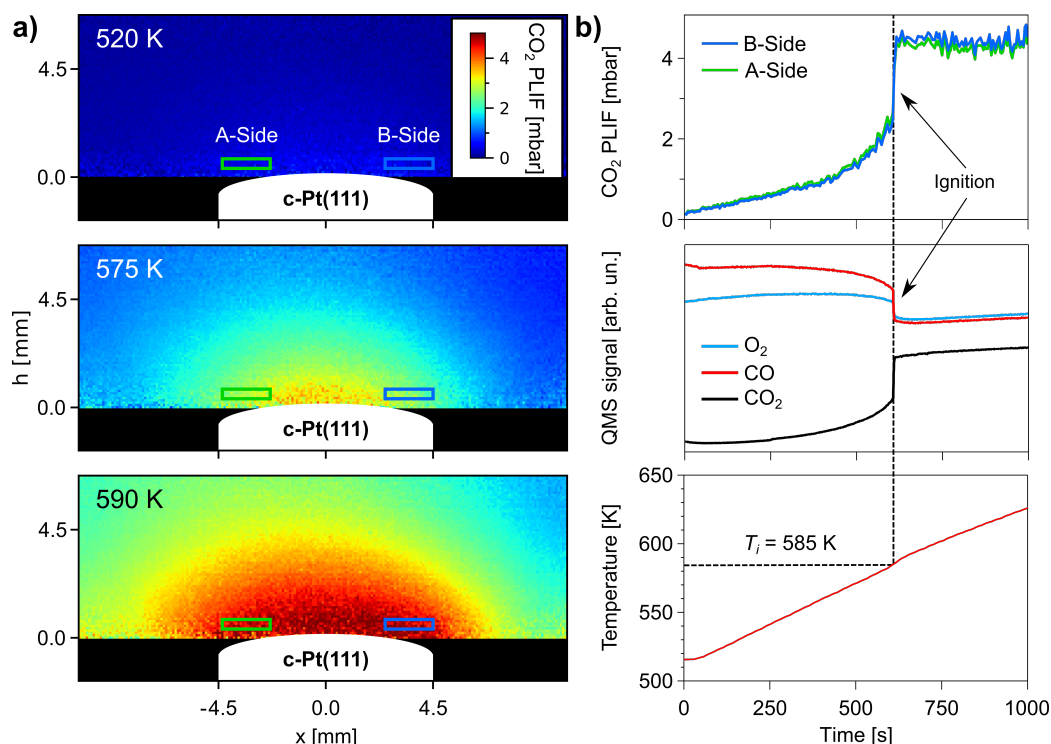 a)
520 K
4.5
0.0
A-Side
B-Side
c-Pt(111)
CO₂ PLIF [mbar]
4
2
0
575 K
4.5
0.0
c-Pt(111)
h [mm]
590 K
4.5
0.0
c-Pt(111)
-4.5 0.0 4.5
x [mm]
b)
CO₂ PLIF [mbar]
4
2
0
B-Side
A-Side
Ignition
QMS signal [arb. un.]
O₂
CO
CO₂
Temperature [K]
650
600
550
500
Tᵢ = 585 K
0 250 500 750 1000
Time [s]